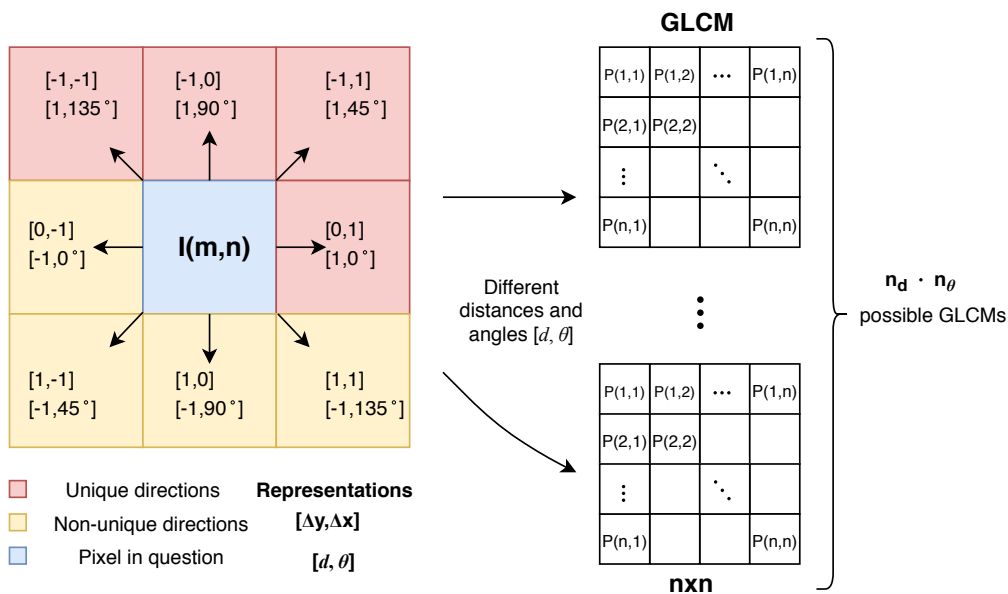 GLCM
[-1,-1]
[1,135°]
[-1,0]
[1,90°]
[-1,1]
[1,45°]
[0,-1]
[-1,0°]
I(m,n)
[0,1]
[1,0°]
[1,-1]
[-1,45°]
[1,0]
[-1,90°]
[1,1]
[-1,135°]
Unique directions
Non-unique directions
Pixel in question
Representations
[Δy,Δx]
[d, θ]
Different
distances and
angles [d, θ]
P(1,1) P(1,2) ... P(1,n)
P(2,1) P(2,2)
⋮ ⋱
P(n,1) P(n,n)
⋮
P(1,1) P(1,2) ... P(1,n)
P(2,1) P(2,2)
⋮ ⋱
P(n,1) P(n,n)
nxn
n_d · n_θ
possible GLCMs